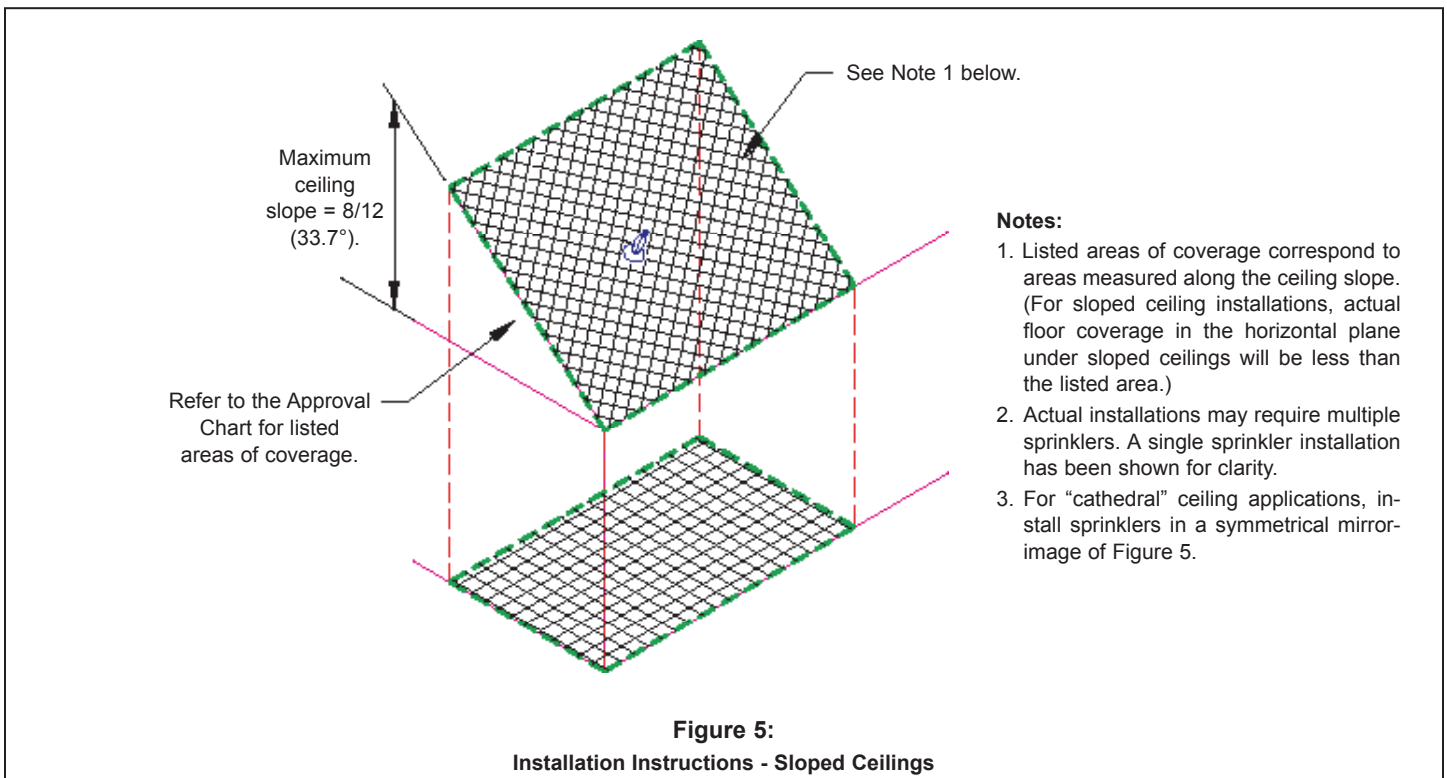 See Note 1 below.
Maximum
ceiling
slope = 8/12
(33.7°).
Refer to the Approval
Chart for listed
areas of coverage.
Notes:
1. Listed areas of coverage correspond to
areas measured along the ceiling slope.
(For sloped ceiling installations, actual
floor coverage in the horizontal plane
under sloped ceilings will be less than
the listed area.)
2. Actual installations may require multiple
sprinklers. A single sprinkler installation
has been shown for clarity.
3. For “cathedral” ceiling applications, in-
stall sprinklers in a symmetrical mirror-
image of Figure 5.
Figure 5:
Installation Instructions - Sloped Ceilings